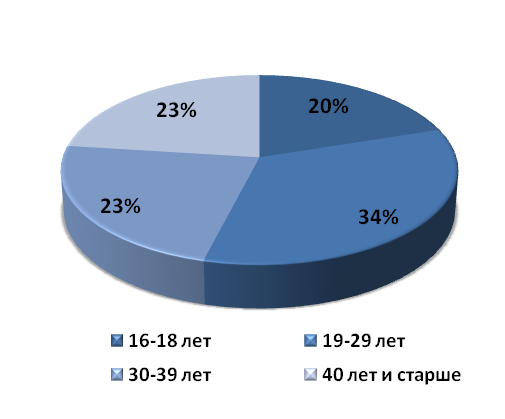 23%
20%
23%
34%
16-18 лет
19-29 лет
30-39 лет
40 лет и старше